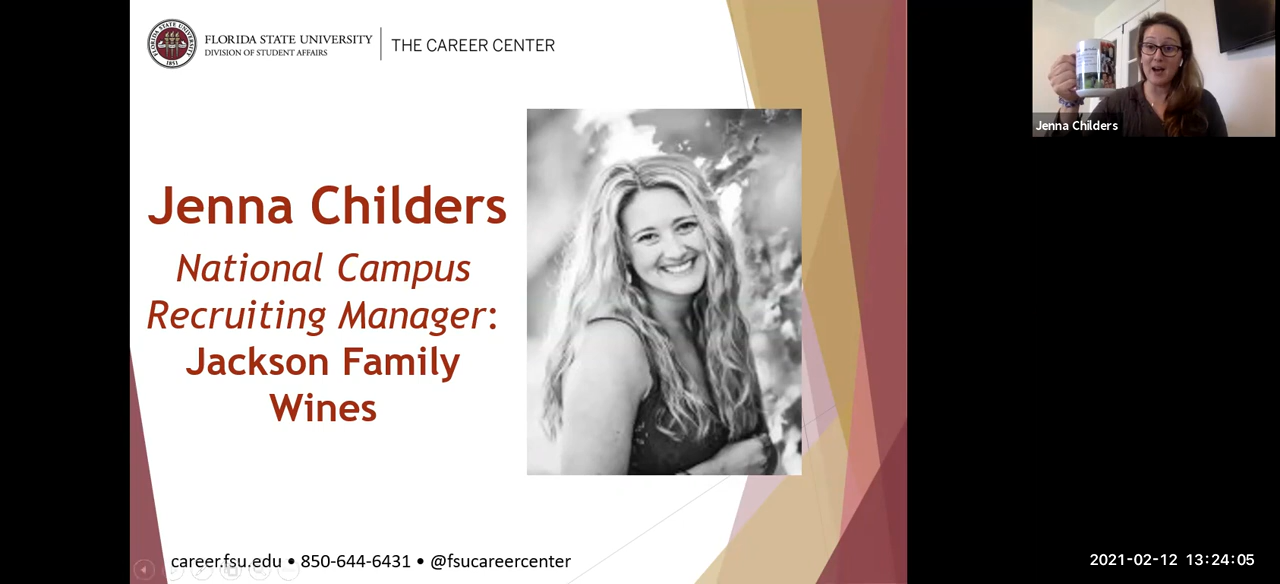 FLORIDA STATE UNIVERSITY
DIVISION OF STUDENT AFFAIRS
THE CAREER CENTER
1851
Jenna Childers
National Campus
Recruiting Manager:
Jackson Family
Wines
career.fsu.edu • 850-644-6431 • @fsucareercenter
Jenna Childers
2021-02-12 13:24:05